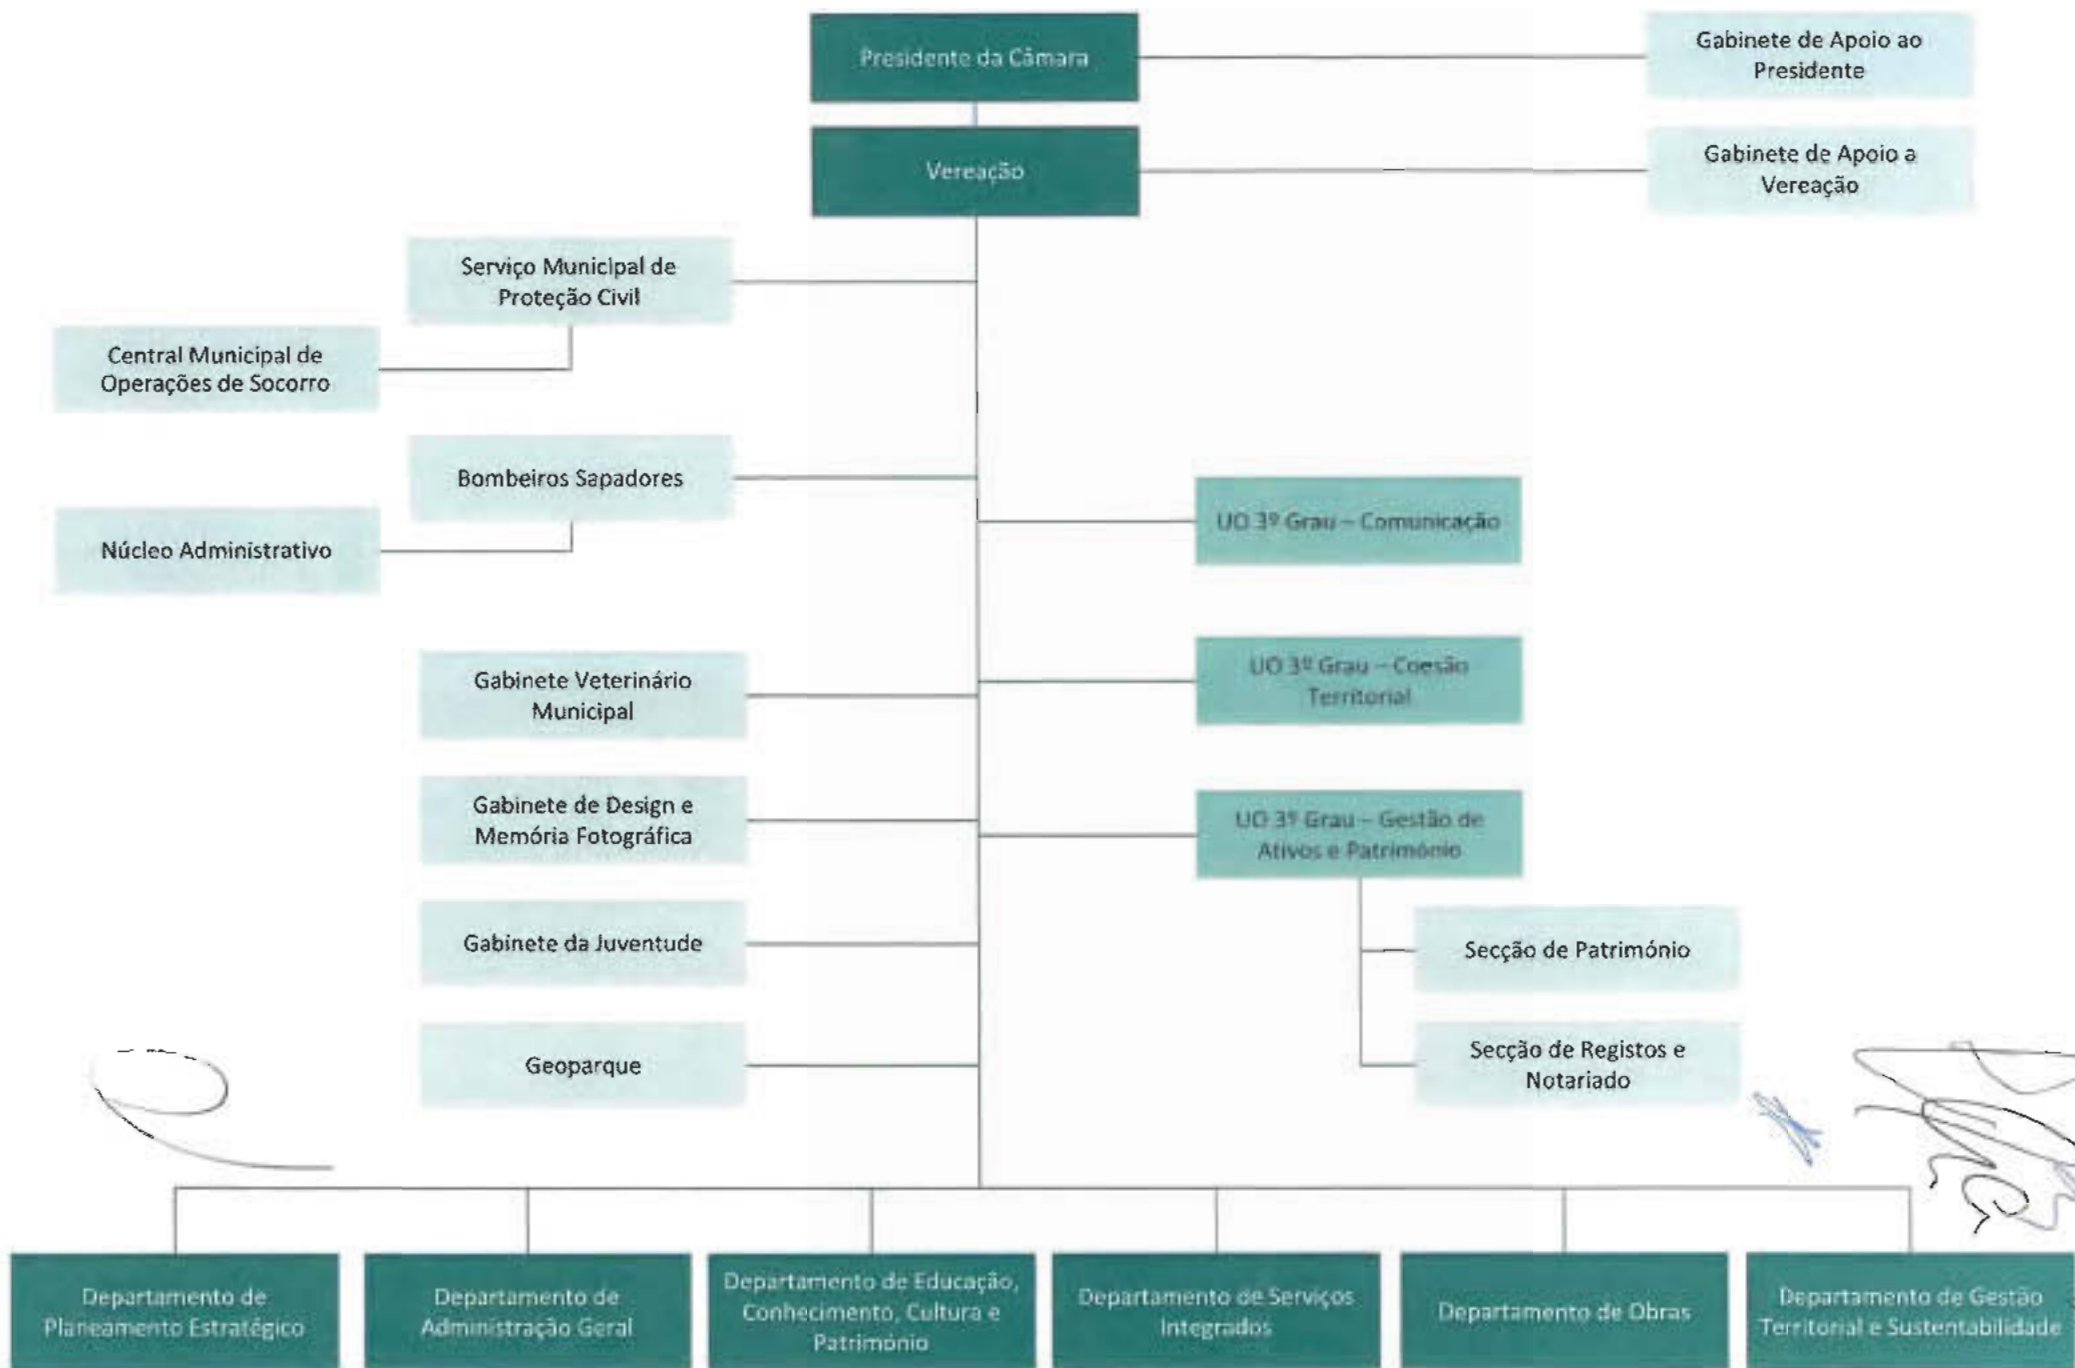 Presidente da Câmara
Gabinete de Apoio ao
Presidente
Vereação
Gabinete de Apoio a
Vereação
Serviço Municipal de
Proteção Civil
Central Municipal de
Operações de Socorro
Bombeiros Sapadores
Núcleo Administrativo
UO 3º Grau – Comunicação
Gabinete Veterinário
Municipal
UO 3º Grau – Coesão
Territorial
Gabinete de Design e
Memória Fotográfica
UO 3º Grau – Gestão de
Ativos e Património
Gabinete da Juventude
Secção de Património
Geoparque
Secção de Registos e
Notariado
Departamento de
Planeamento Estratégico
Departamento de
Administração Geral
Departamento de Educação,
Conhecimento, Cultura e
Património
Departamento de Serviços
Integrados
Departamento de Obras
Departamento de Gestão
Territorial e Sustentabilidade